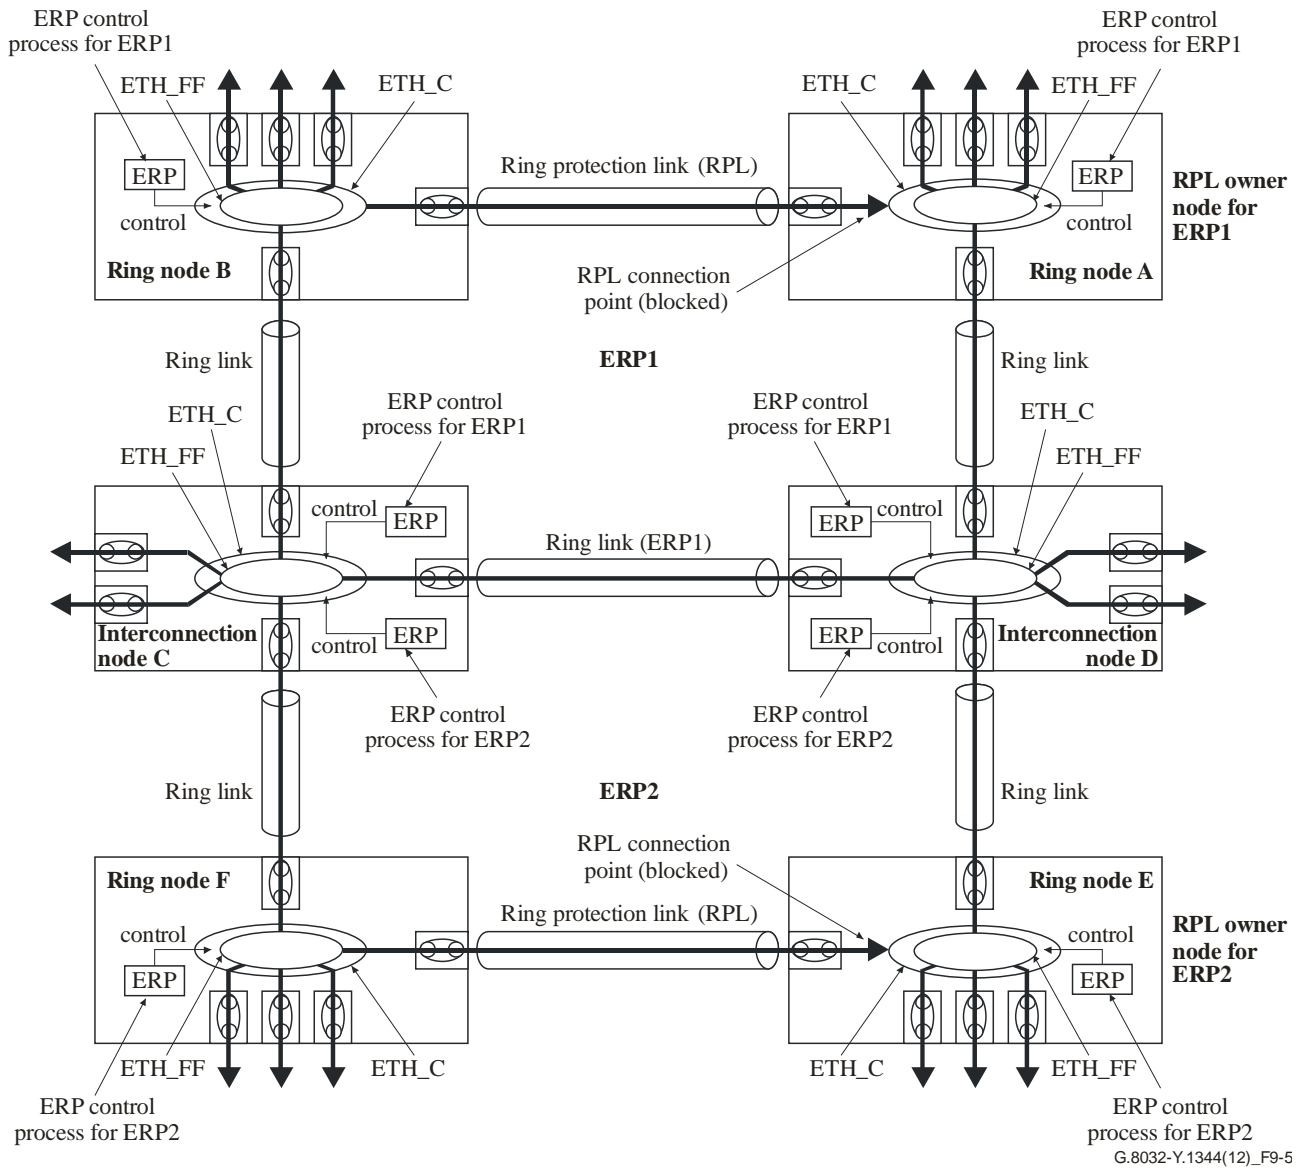 ERP control
process for ERP1
ERP control
process for ERP1
ETH_FF
ETH_C
ETH_C
ETH_FF
ERP
control
Ring protection link (RPL)
ERP
control
RPL owner
node for
ERP1
Ring node B
RPL connection
point (blocked)
Ring node A
Ring link
ERP1
Ring link
ETH_C
ETH_FF
ERP control
process for ERP1
ERP control
process for ERP1
ETH_C
ETH_FF
control
ERP
Ring link (ERP1)
ERP
control
Interconnection
node C
control
ERP
ERP
control
Interconnection
node D
ERP control
process for ERP2
ERP control
process for ERP2
Ring link
ERP2
Ring link
RPL connection
point (blocked)
Ring node F
Ring node E
Ring protection link (RPL)
control
ERP
control
ERP
RPL owner
node for
ERP2
ETH_FF
ETH_C
ETH_C
ETH_FF
ERP control
process for ERP2
ERP control
process for ERP2
G.8032-Y.1344(12)_F9-5